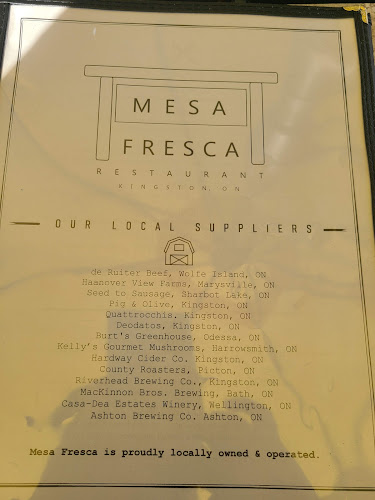 MESA
FRESCA
RESTAURANT
KINGSTON, ON
OUR LOCAL SUPPLIERS
de Ruiter Beef, Wolfe Island, ON
Haanover View Farms, Marysville, ON
Seed to Sausage, Sharbot Lake, ON
Pig & Olive, Kingston, ON
Quattrocchis. Kingston, ON
Deodatos, Kingston, ON
Burt's Greenhouse, Odessa, ON
Kelly's Gourmet Mushrooms, Harrowsmith, ON
Hardway Cider Co. Kingston, ON
County Roasters, Picton, ON
Riverhead Brewing Co., Kingston, ON
MacKinnon Bros. Brewing, Bath, ON
Casa-Dea Estates Winery, Wellington, ON
Ashton Brewing Co. Ashton, ON
Mesa Fresca is proudly locally owned & operated.